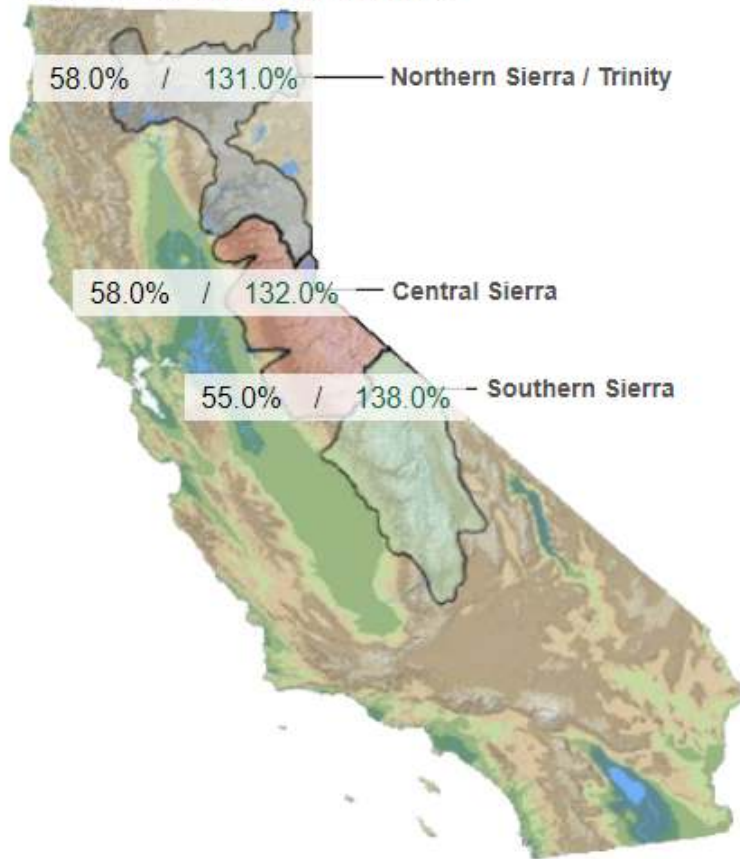 58.0% / 131.0% Northern Sierra / Trinity
58.0% / 132.0% Central Sierra
55.0% / 138.0% Southern Sierra